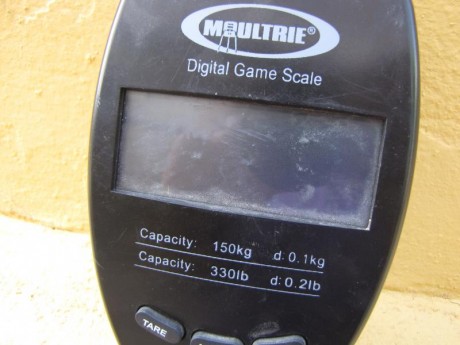 MOULTRIE®
Digital Game Scale
Capacity: 150kg d:0.1kg
Capacity: 330lb d:0.2lb
TARE